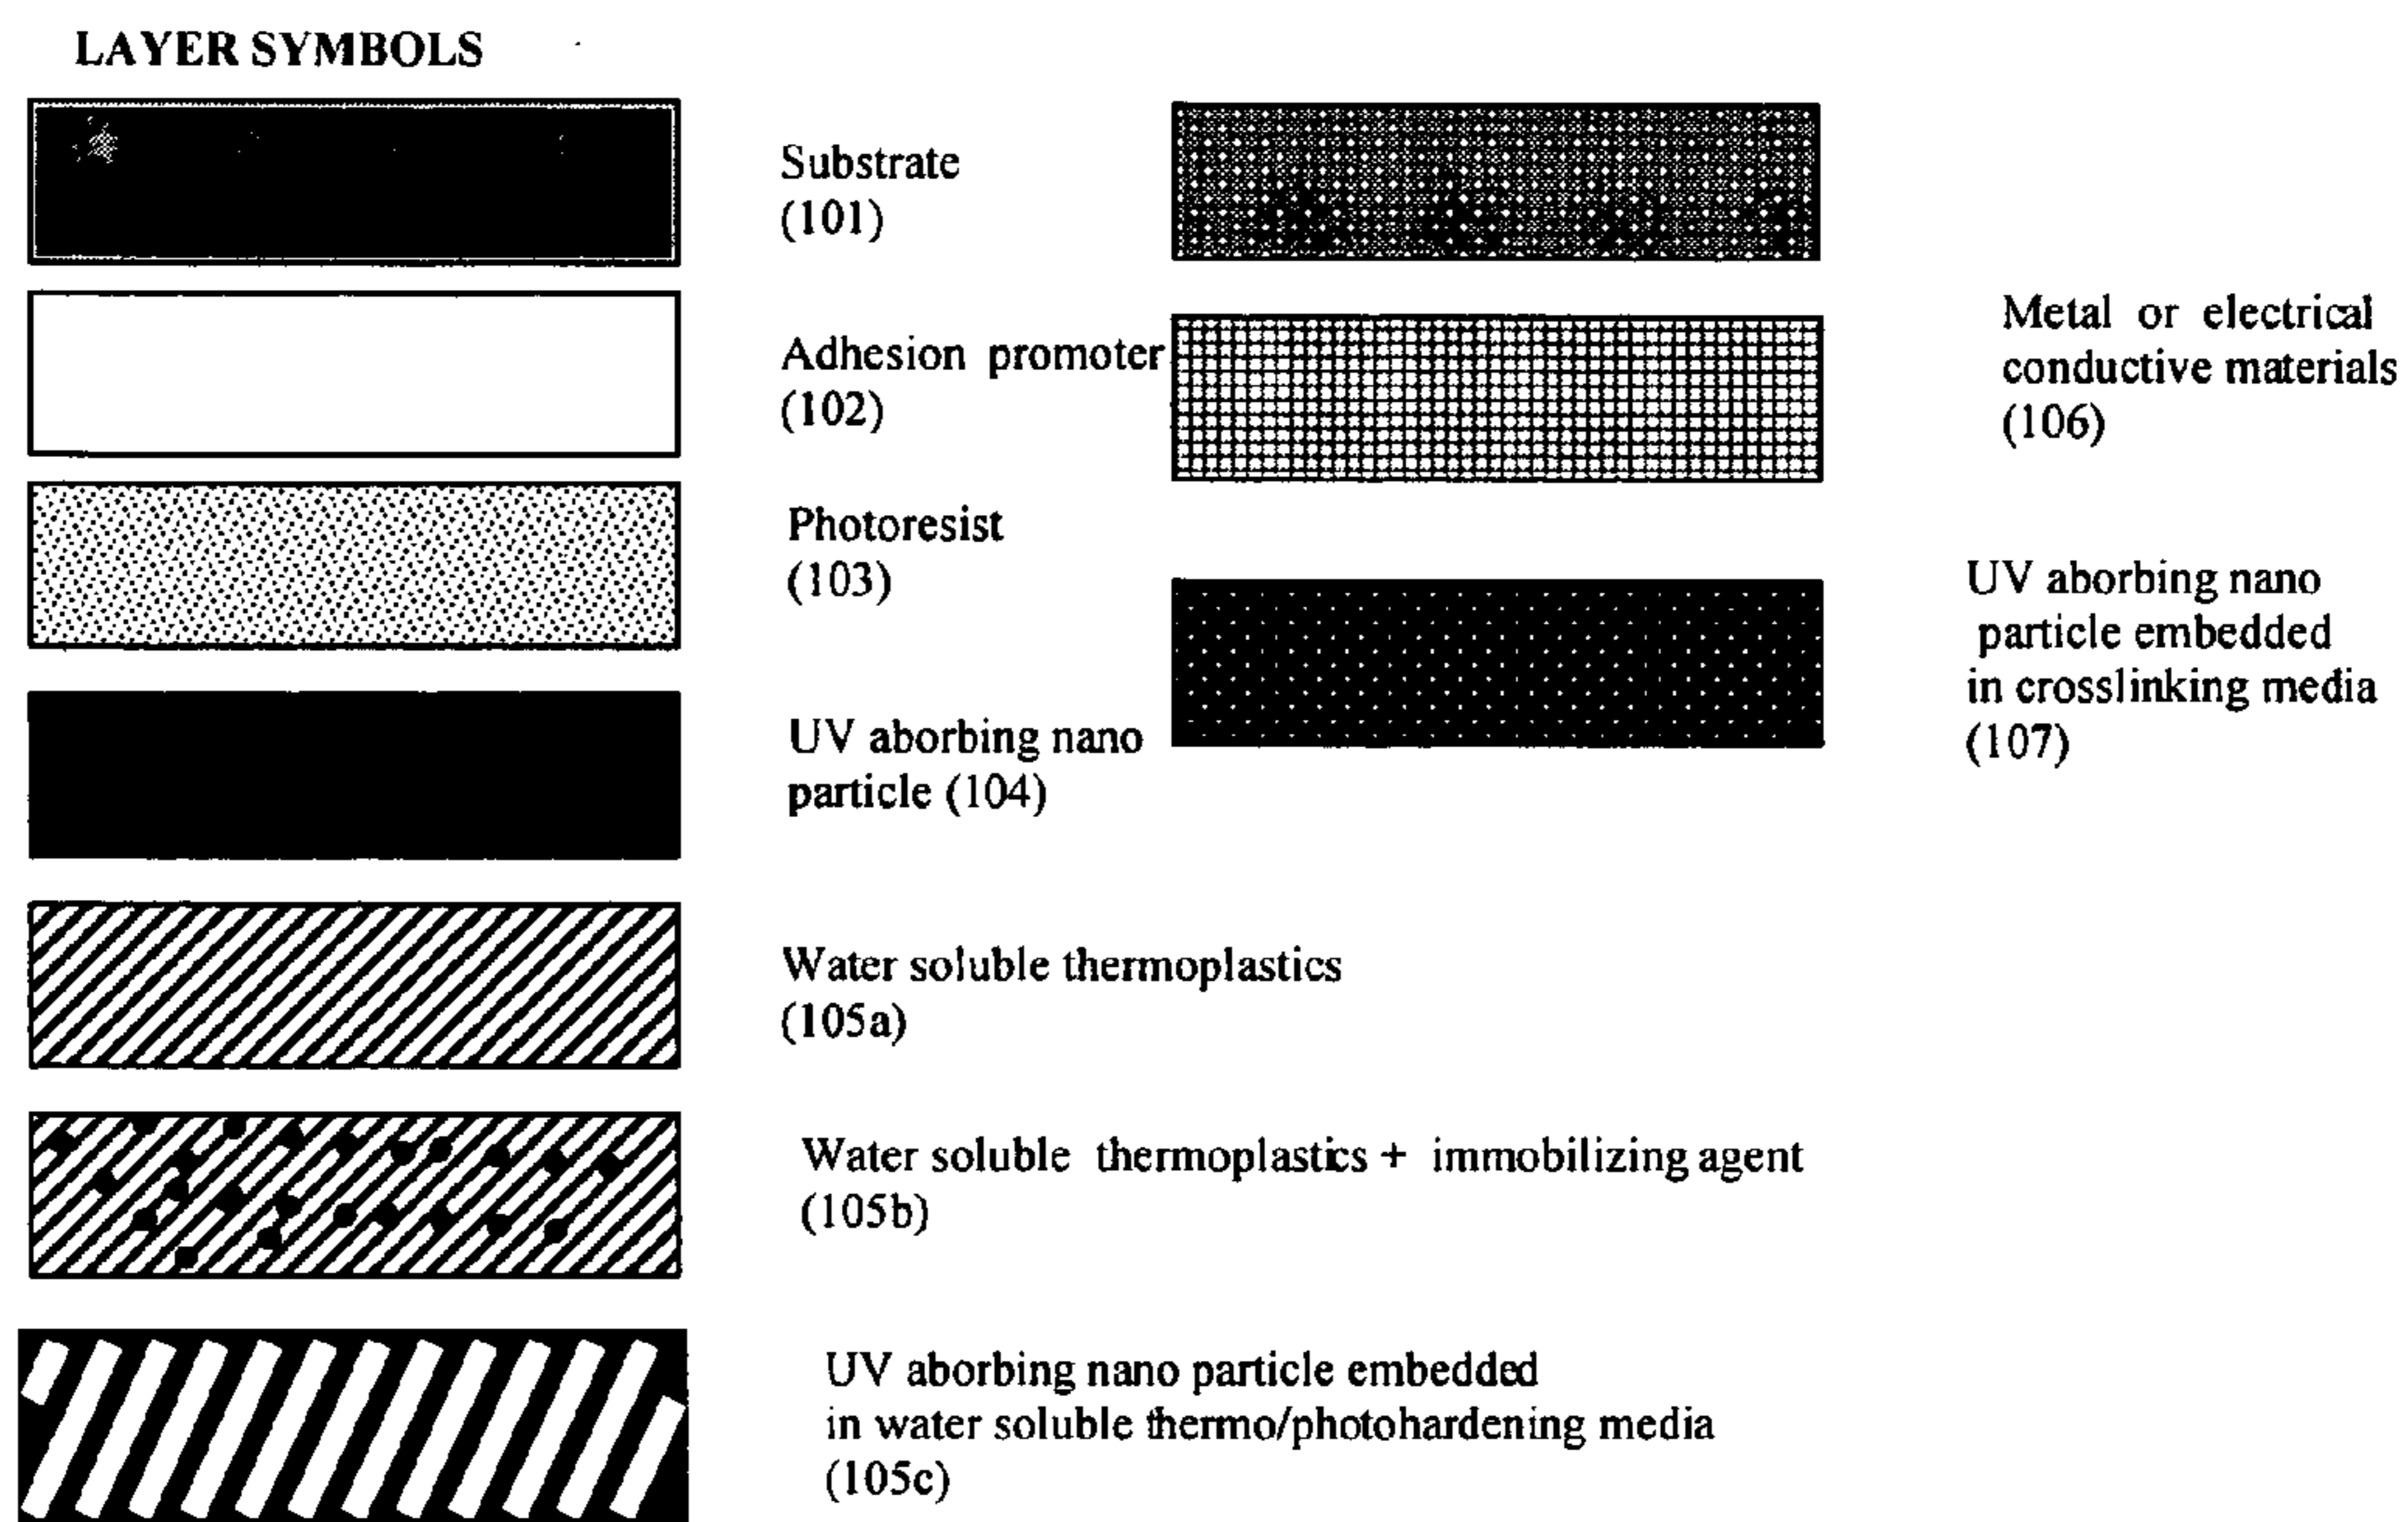 LAYER SYMBOLS
Substrate
(101)
Adhesion promoter
(102)
Photoresist
(103)
UV aborbing nano
particle (104)
Water soluble thermoplastics
(105a)
Water soluble thermoplastics + immobilizing agent
(105b)
UV aborbing nano particle embedded
in water soluble thermo/photohardening media
(105c)
Metal or electrical
conductive materials
(106)
UV aborbing nano
particle embedded
in crosslinking media
(107)